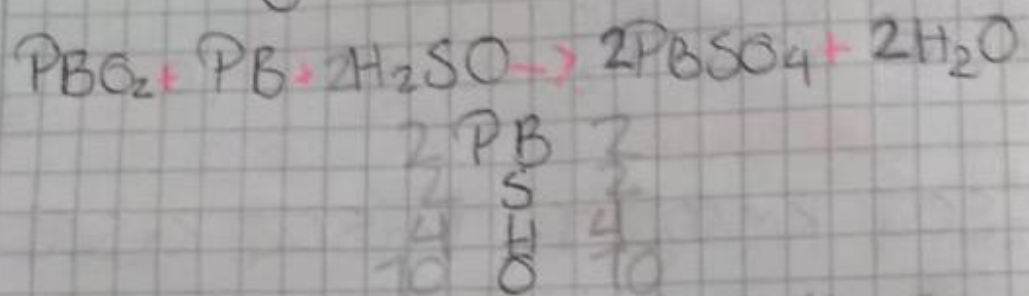 PBO₂ + PB + 2H₂SO → 2PBSO₄ + 2H₂O
2 PB 2
2 S 2
4 H 4
10 O 10